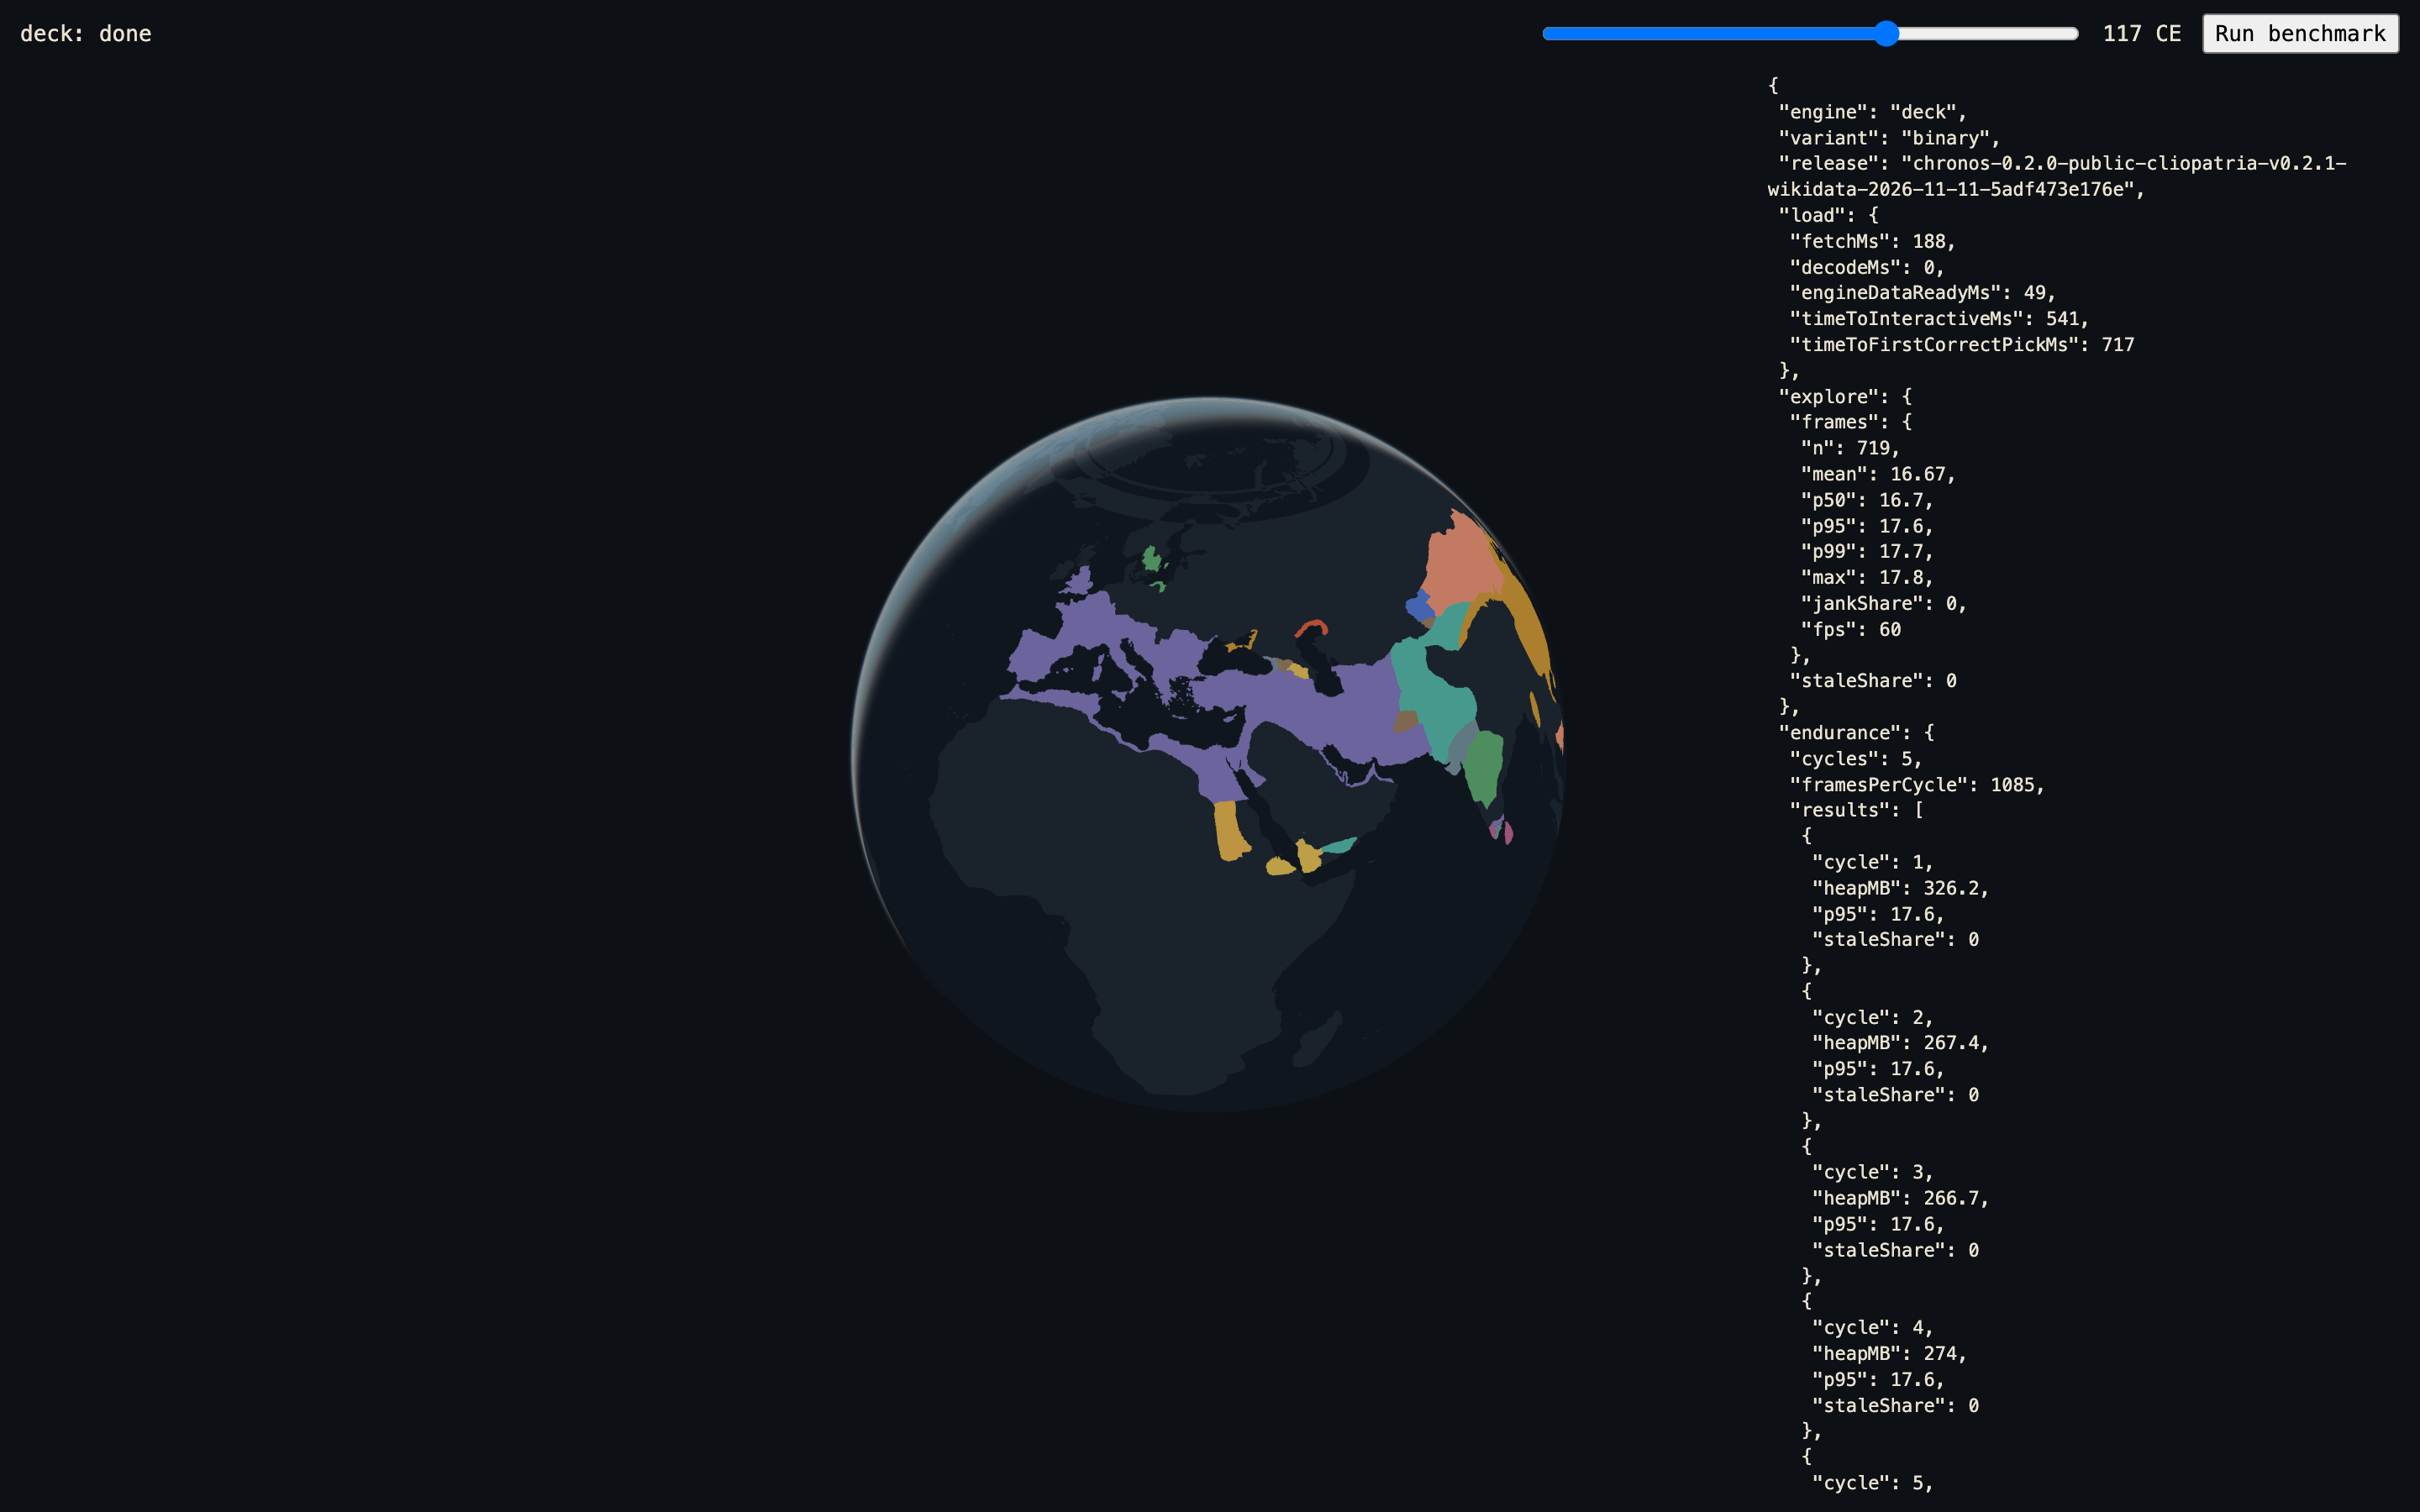 deck: done
117 CE
Run benchmark
{
"engine": "deck",
"variant": "binary",
"release": "chronos-0.2.0-public-cliopatria-v0.2.1-
wikidata-2026-11-11-5adf473e176e",
"load": {
"fetchMs": 188,
"decodeMs": 0,
"engineDataReadyMs": 49,
"timeToInteractiveMs": 541,
"timeToFirstCorrectPickMs": 717
},
"explore": {
"frames": {
"n": 719,
"mean": 16.67,
"p50": 16.7,
"p95": 17.6,
"p99": 17.7,
"max": 17.8,
"jankShare": 0,
"fps": 60
},
"staleShare": 0
},
"endurance": {
"cycles": 5,
"framesPerCycle": 1085,
"results": [
{
"cycle": 1,
"heapMB": 326.2,
"p95": 17.6,
"staleShare": 0
},
{
"cycle": 2,
"heapMB": 267.4,
"p95": 17.6,
"staleShare": 0
},
{
"cycle": 3,
"heapMB": 266.7,
"p95": 17.6,
"staleShare": 0
},
{
"cycle": 4,
"heapMB": 274,
"p95": 17.6,
"staleShare": 0
},
{
"cycle": 5,